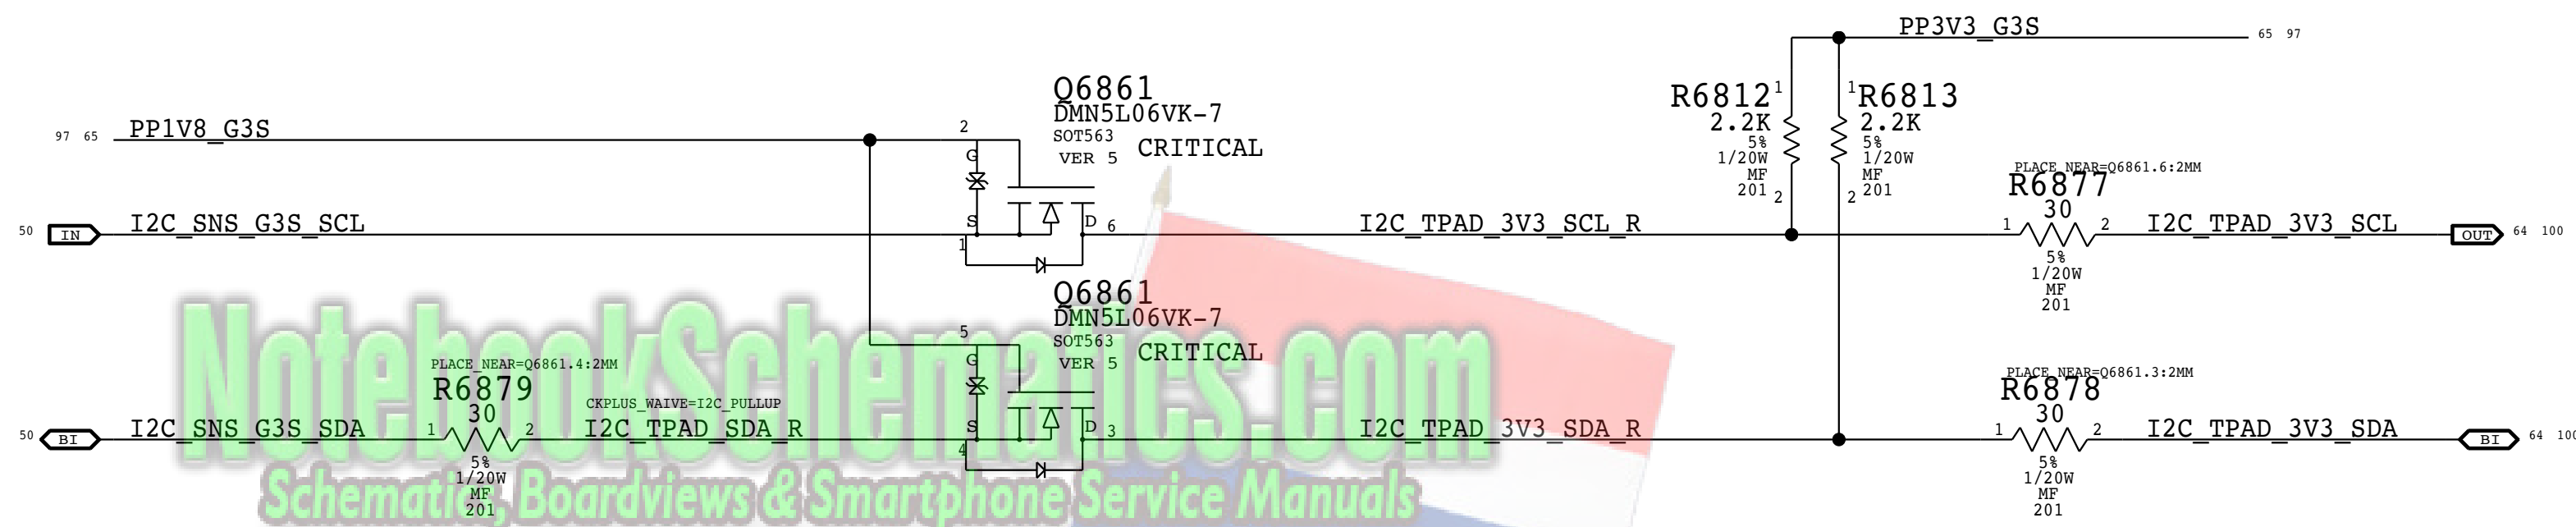 PP3V3_G3S
65 97
97 65
PP1V8_G3S
Q6861
DMN5L06VK-7
SOT563
VER 5
CRITICAL
2
G
S
1
D
6
R6812
2.2K
5%
1/20W
MF
201
1
2
R6813
2.2K
5%
1/20W
MF
201
1
2
50
IN
I2C_SNS_G3S_SCL
I2C_TPAD_3V3_SCL_R
PLACE_NEAR=Q6861.6:2MM
R6877
30
1
2
5%
1/20W
MF
201
I2C_TPAD_3V3_SCL
OUT
64 100
Q6861
DMN5L06VK-7
SOT563
VER 5
CRITICAL
5
G
S
4
D
3
50
BI
I2C_SNS_G3S_SDA
PLACE_NEAR=Q6861.4:2MM
R6879
30
1
2
5%
1/20W
MF
201
CKPLUS_WAIVE=I2C_PULLUP
I2C_TPAD_SDA_R
I2C_TPAD_3V3_SDA_R
PLACE_NEAR=Q6861.3:2MM
R6878
30
1
2
5%
1/20W
MF
201
I2C_TPAD_3V3_SDA
BI
64 100
NotebookSchematics.com
Schematic, Boardviews & Smartphone Service Manuals